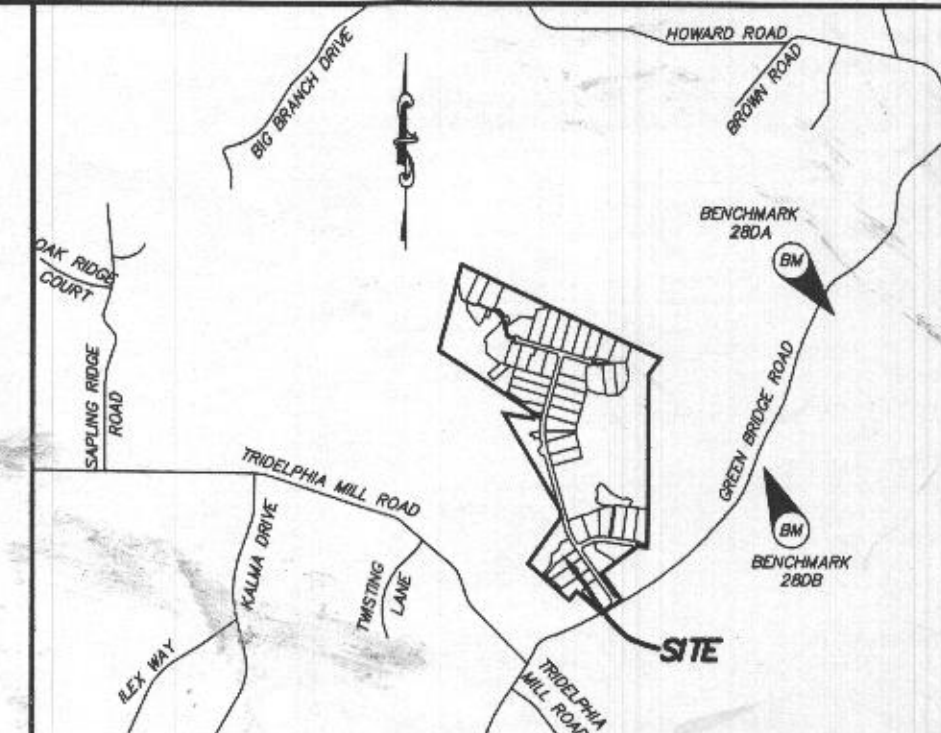 HOWARD ROAD
BIG BRANCH DRIVE
BROWN ROAD
BENCHMARK
28DA
BM
OAK RIDGE
COURT
SAPLING RIDGE
ROAD
GREEN BRIDGE ROAD
TRIDELPHIA MILL ROAD
KALMA DRIVE
TWISTING
LANE
BM
BENCHMARK
28DB
ILEX WAY
SITE
TRIDELPHIA
MILL ROAD